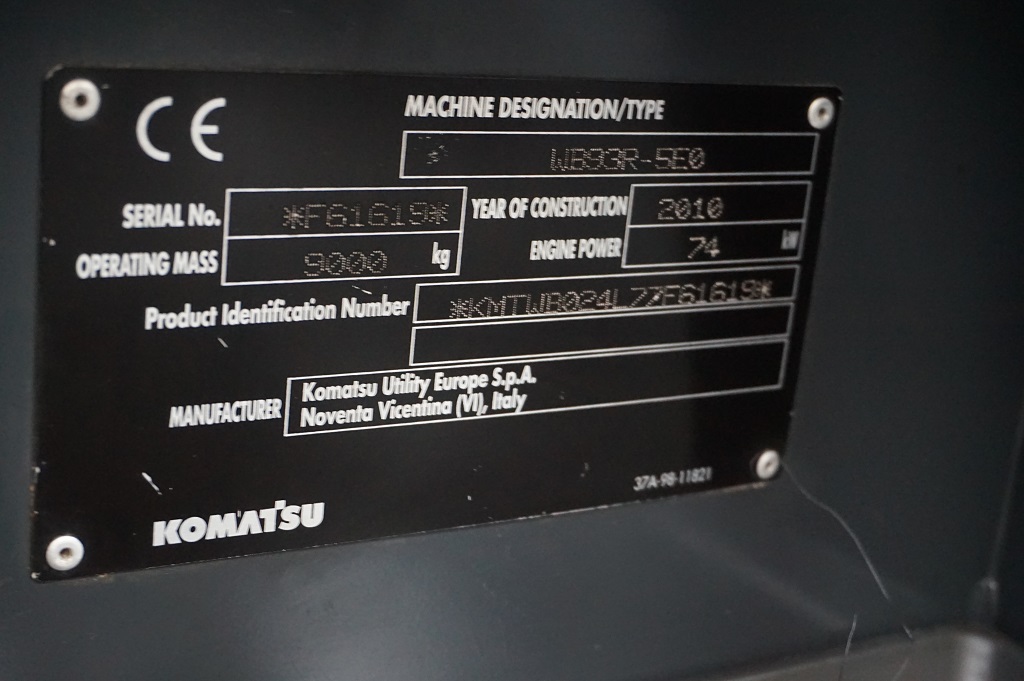 CE
MACHINE DESIGNATION/TYPE
WB93R-5E0
SERIAL No. *F61619* YEAR OF CONSTRUCTION 2010
OPERATING MASS 9000 kg ENGINE POWER 74 kW
Product Identification Number *KMTWB024L77F61619*
MANUFACTURER Komatsu Utility Europe S.p.A.
Noventa Vicentina (VI), Italy
37A-98-11821
KOMATSU